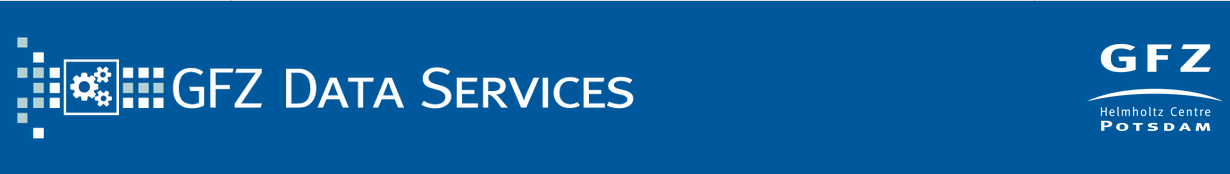 GFZ DATA SERVICES
GFZ
Helmholtz Centre
POTSDAM